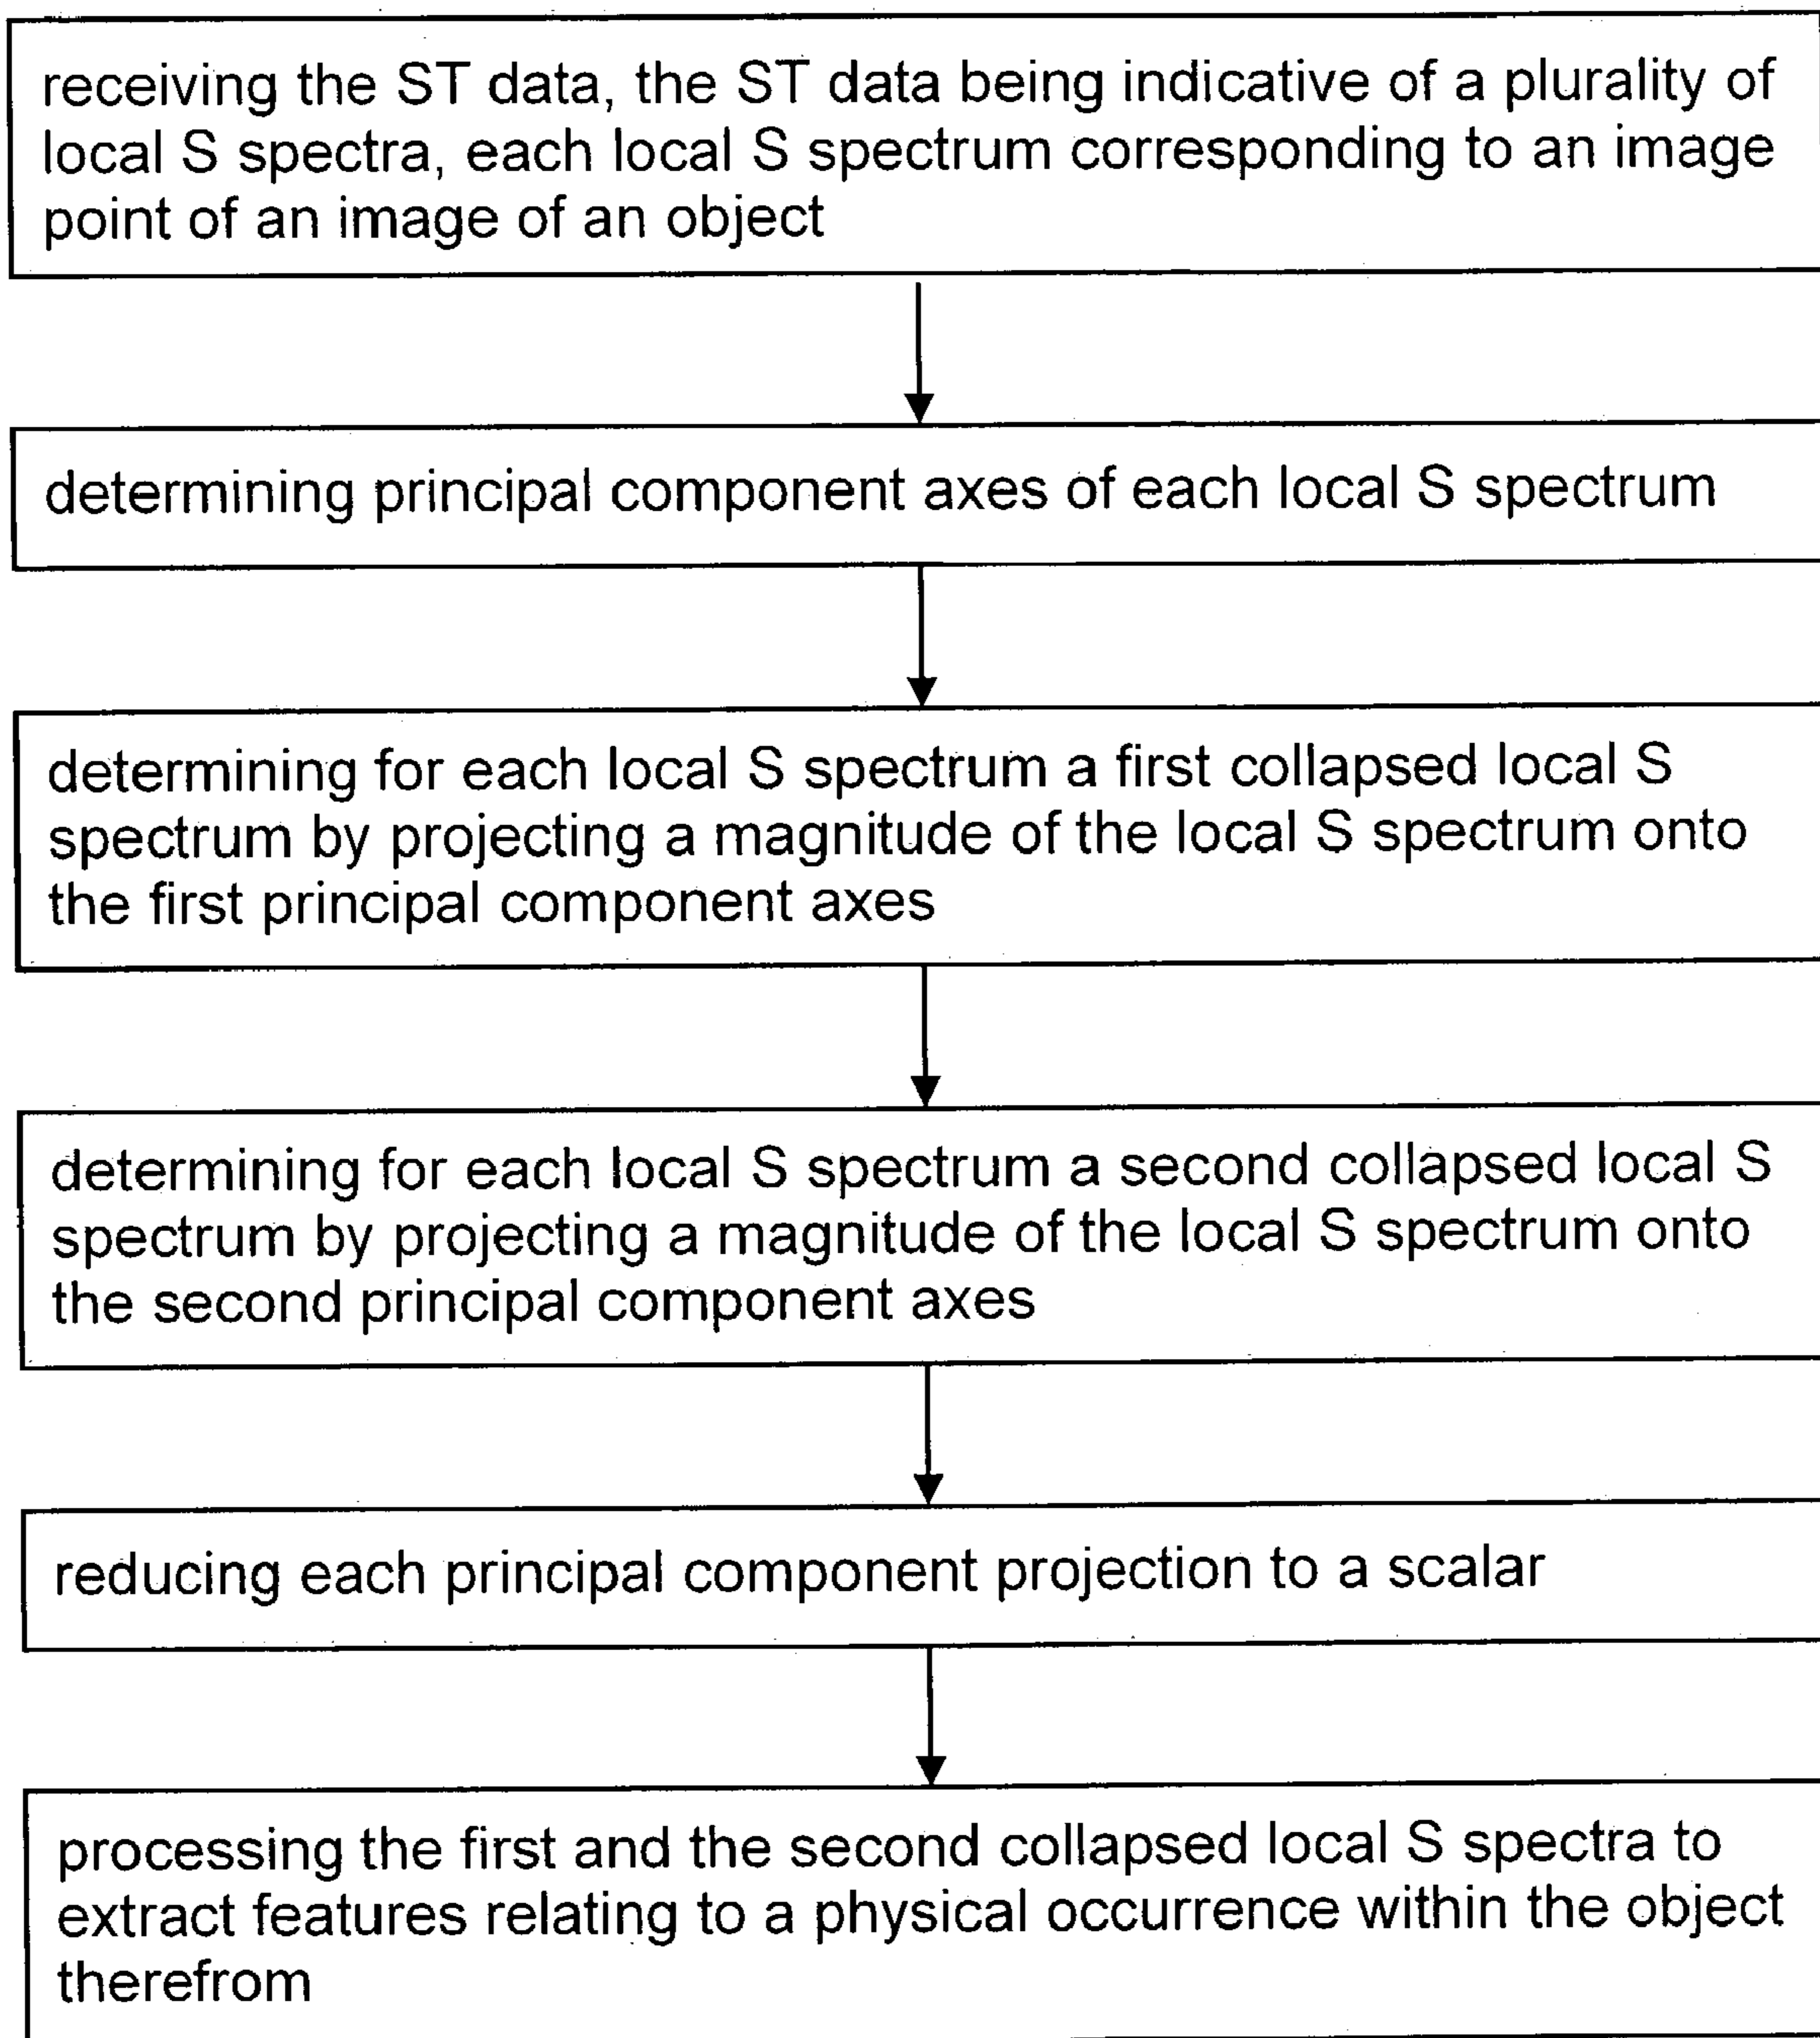 receiving the ST data, the ST data being indicative of a plurality of
local S spectra, each local S spectrum corresponding to an image
point of an image of an object
determining principal component axes of each local S spectrum
determining for each local S spectrum a first collapsed local S
spectrum by projecting a magnitude of the local S spectrum onto
the first principal component axes
determining for each local S spectrum a second collapsed local S
spectrum by projecting a magnitude of the local S spectrum onto
the second principal component axes
reducing each principal component projection to a scalar
processing the first and the second collapsed local S spectra to
extract features relating to a physical occurrence within the object
therefrom